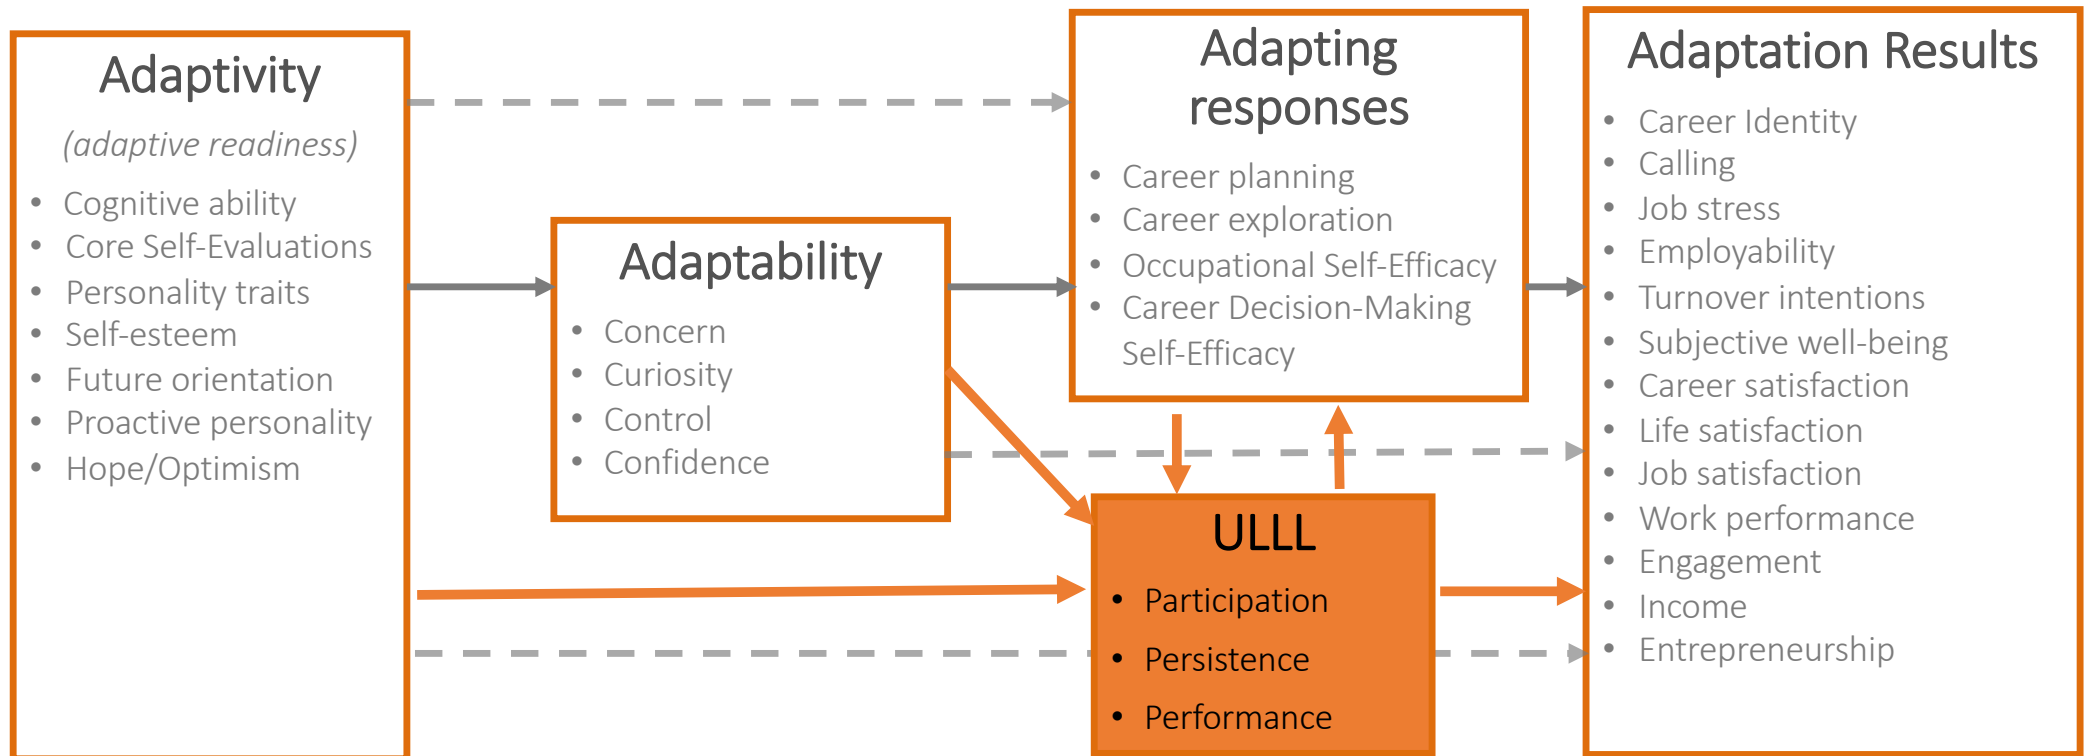 Adaptivity
(adaptive readiness)
• Cognitive ability
• Core Self-Evaluations
• Personality traits
• Self-esteem
• Future orientation
• Proactive personality
• Hope/Optimism
Adaptability
• Concern
• Curiosity
• Control
• Confidence
Adapting
responses
• Career planning
• Career exploration
• Occupational Self-Efficacy
• Career Decision-Making
Self-Efficacy
ULLL
• Participation
• Persistence
• Performance
Adaptation Results
• Career Identity
• Calling
• Job stress
• Employability
• Turnover intentions
• Subjective well-being
• Career satisfaction
• Life satisfaction
• Job satisfaction
• Work performance
• Engagement
• Income
• Entrepreneurship